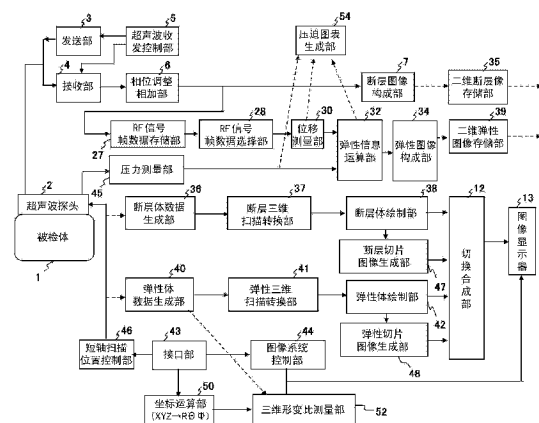 3
5
54
发送部
超声波收
发控制部
压迫图表
生成部
4
6
7
35
接收部
相位调整
相加部
断层图像
构成部
二维断层像
存储部
28
30
32
34
39
RF信号
帧数据存储部
RF信号
帧数据选择部
位移
测量部
弹性信息
运算部
弹性图像
构成部
二维弹性
图像存储部
27
压力测量部
45
2
36
37
38
12
13
超声波探头
断层体数据
生成部
断层三维
扫描转换部
断层体绘制部
图像显示器
被检体
断层切片
图像生成部
切换合成部
1
40
41
47
弹性体
数据生成部
弹性三维
扫描转换部
弹性体绘制部
42
46
43
44
弹性切片
图像生成部
短轴扫描
位置控制部
接口部
图像系统
控制部
48
50
坐标运算部
(XYZ→RΘΦ)
三维形变比测量部
52